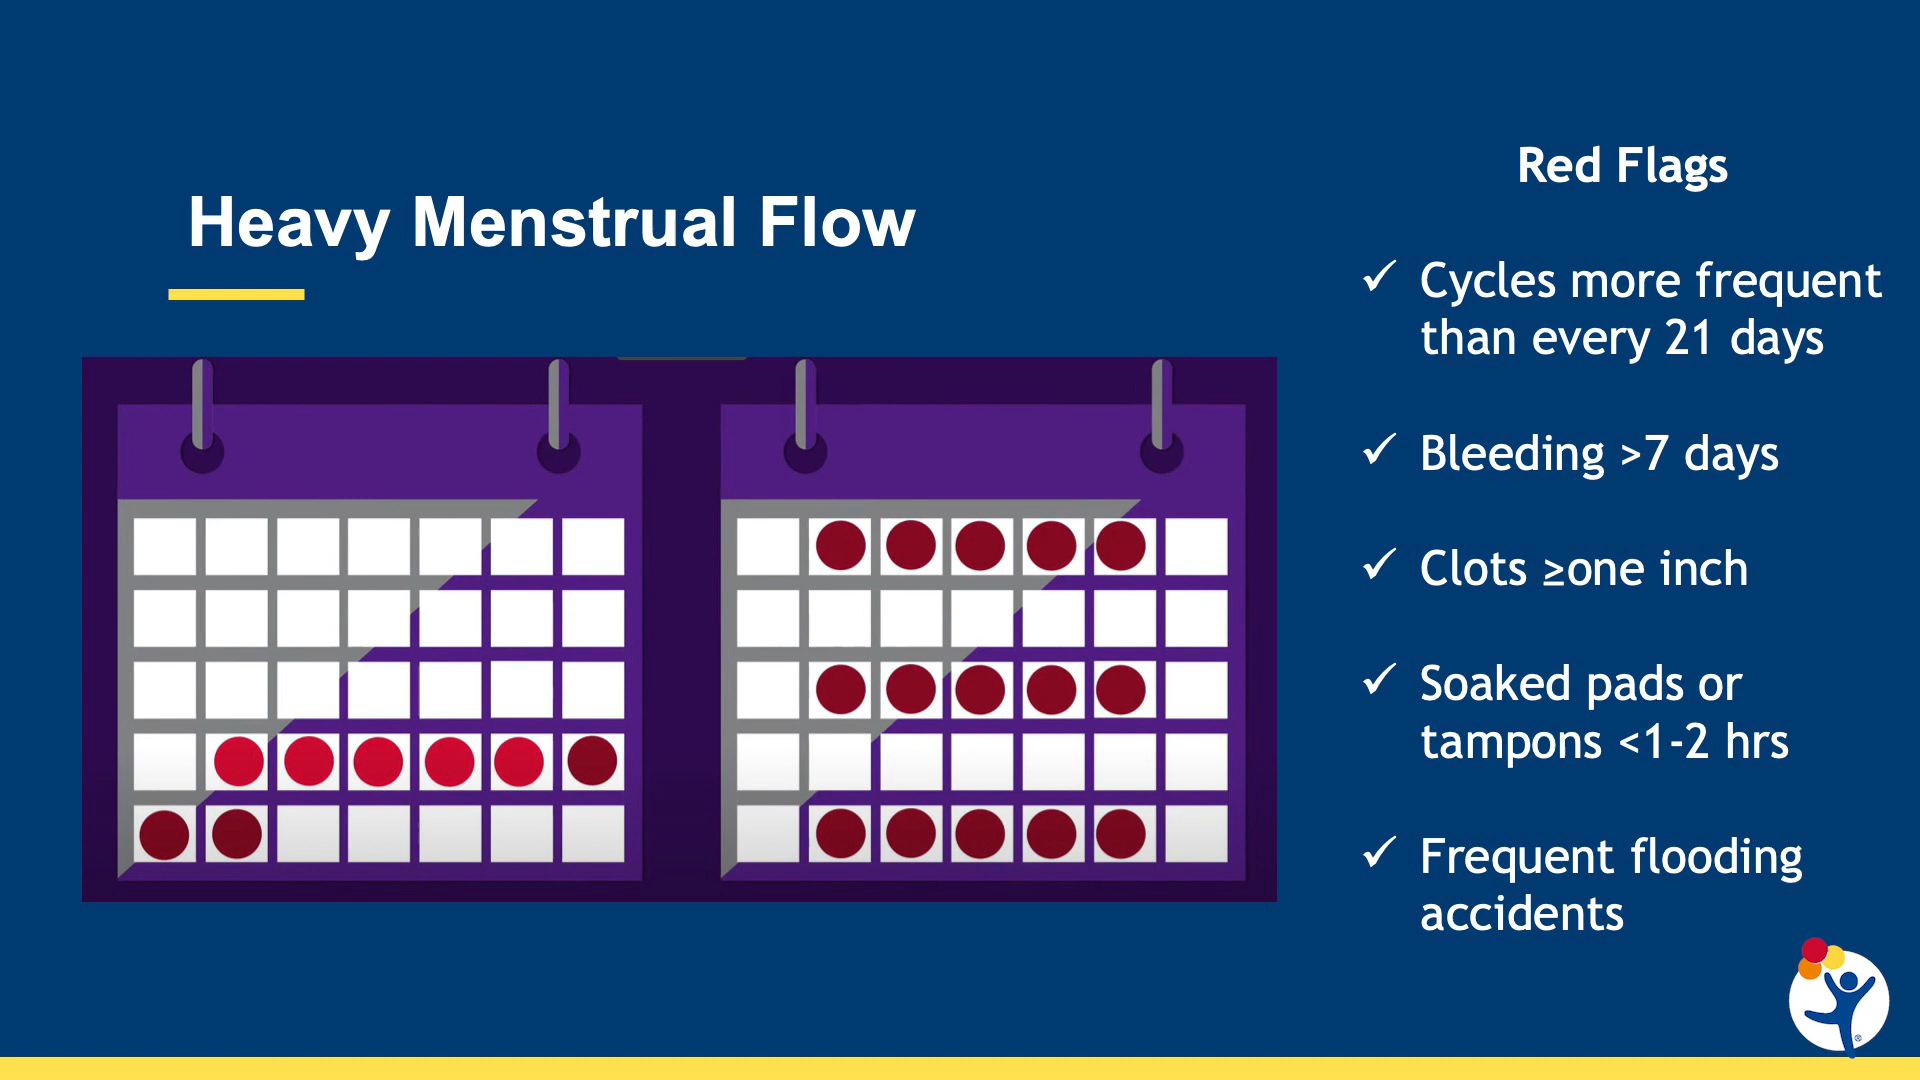 Heavy Menstrual Flow
Red Flags
✓ Cycles more frequent
than every 21 days
✓ Bleeding >7 days
✓ Clots ≥one inch
✓ Soaked pads or
tampons <1-2 hrs
✓ Frequent flooding
accidents
®